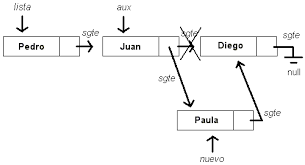 lista
aux
sgte
sgte
sgte
Pedro
Juan
Diego
sgte
sgte
null
Paula
nuevo